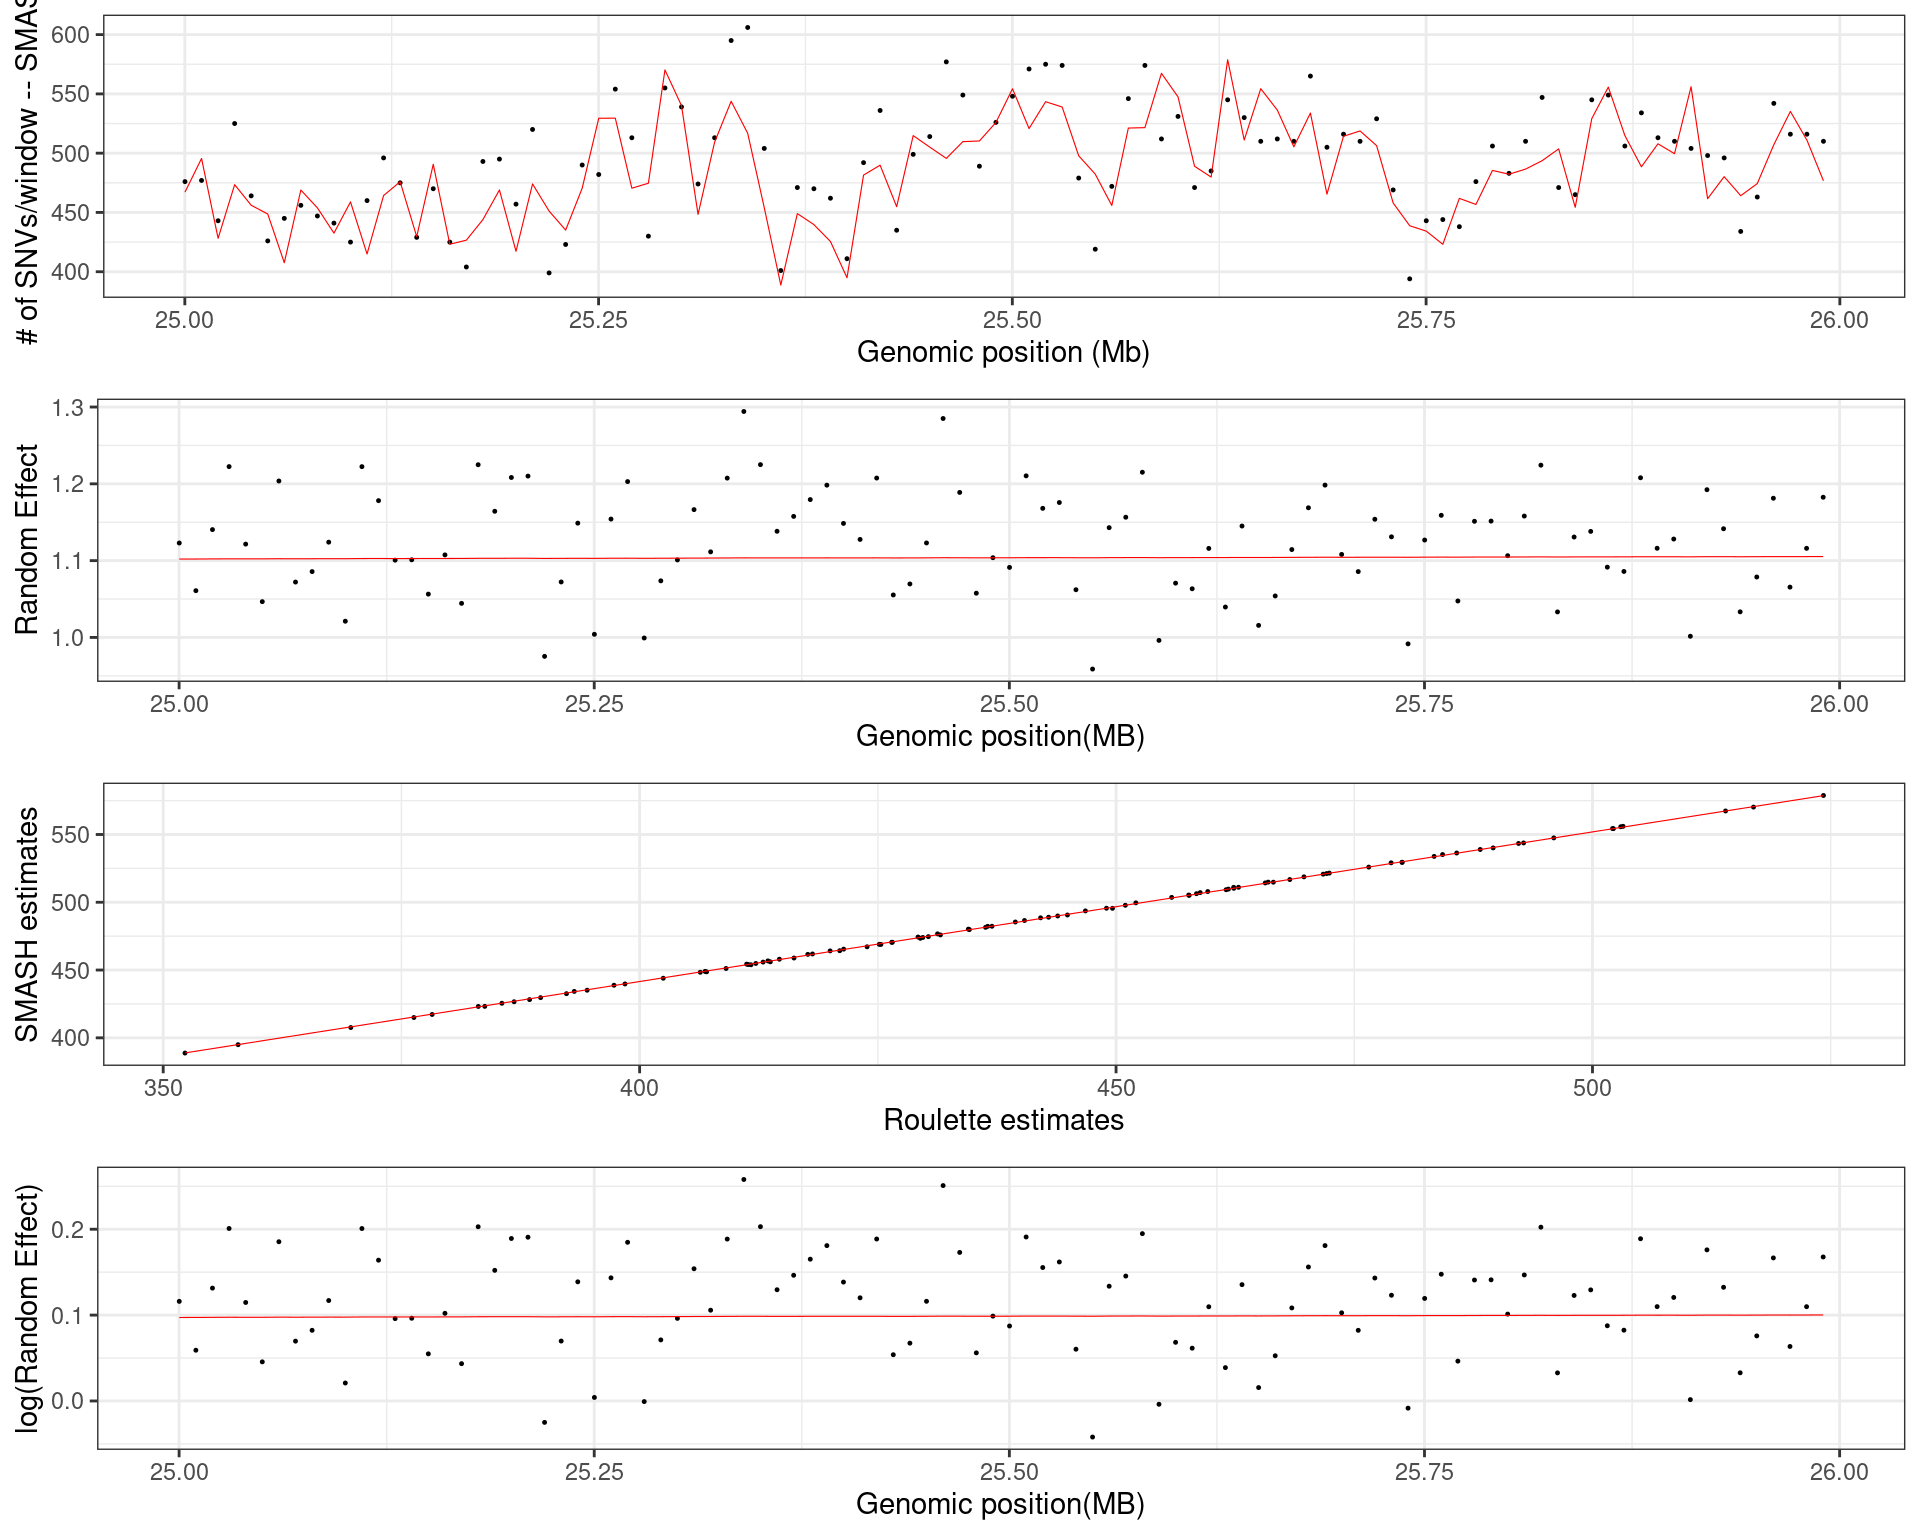 # of SNVs/window -- SMAS
600
550
500
450
400
25.00 25.25 25.50 25.75 26.00
Genomic position (Mb)
Random Effect
1.3
1.2
1.1
1.0
25.00 25.25 25.50 25.75 26.00
Genomic position(MB)
SMASH estimates
550
500
450
400
350 400 450 500
Roulette estimates
log(Random Effect)
0.2
0.1
0.0
25.00 25.25 25.50 25.75 26.00
Genomic position(MB)